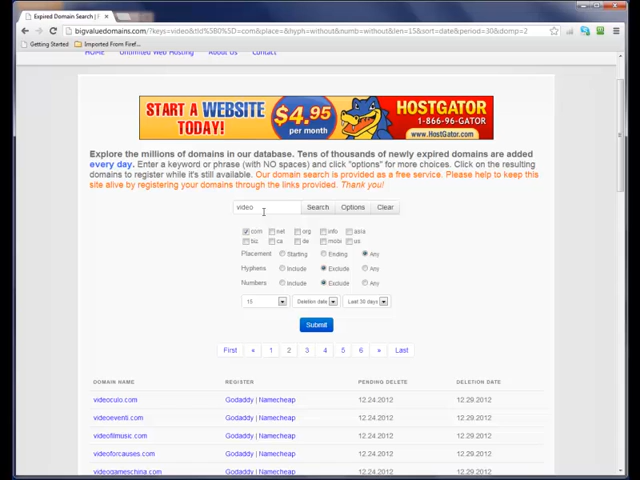 Expired Domain Search | F
bigvaluedomains.com/?keys=video&tld%5B0%5D=com&place=&hyph=without&numb=without&len=15&sort=date&period=30&domp=2
Getting Started Imported From Firef...
HOME Unlimited Web Hosting About Us Contact
START A WEBSITE TODAY! $4.95 per month HOSTGATOR 1-866-96-GATOR www.HostGator.com
Explore the millions of domains in our database. Tens of thousands of newly expired domains are added
every day. Enter a keyword or phrase (with NO spaces) and click "options" for more choices. Click on the resulting
domains to register while it's still available. Our domain search is provided as a free service. Please help to keep this
site alive by registering your domains through the links provided. Thank you!
video Search Options Clear
com net org info asia
biz ca de mobi us
Placement Starting Ending Any
Hyphens Include Exclude Any
Numbers Include Exclude Any
15 Deletion date Last 30 days
Submit
First « 1 2 3 4 5 6 » Last
DOMAIN NAME REGISTER PENDING DELETE DELETION DATE
videoculo.com Godaddy | Namecheap 12.24.2012 12.29.2012
videoeventi.com Godaddy | Namecheap 12.24.2012 12.29.2012
videofilmusic.com Godaddy | Namecheap 12.24.2012 12.29.2012
videoforcauses.com Godaddy | Namecheap 12.24.2012 12.29.2012
videogameschina.com Godaddy | Namecheap 12.24.2012 12.29.2012